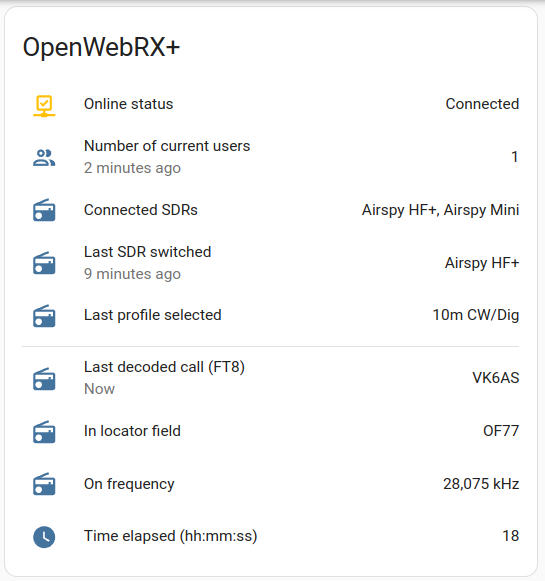 OpenWebRX+
Online status Connected
Number of current users 1
2 minutes ago
Connected SDRs Airspy HF+, Airspy Mini
Last SDR switched Airspy HF+
9 minutes ago
Last profile selected 10m CW/Dig
Last decoded call (FT8) VK6AS
Now
In locator field OF77
On frequency 28,075 kHz
Time elapsed (hh:mm:ss) 18